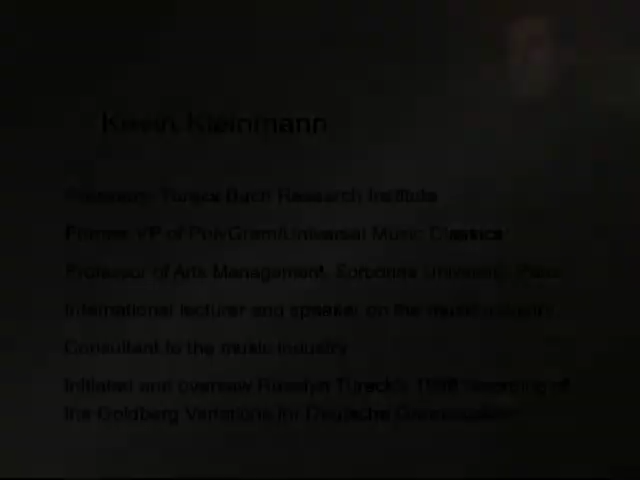 Kevin Kleinmann
President, Tureck Bach Research Institute
Former VP of PolyGram/Universal Music Classics
Professor of Arts Management, Sorbonne University, Paris
International lecturer and speaker on the music industry
Consultant to the music industry
Initiated and oversaw Rosalyn Tureck's recording of
the Goldberg Variations for Deutsche Grammophon